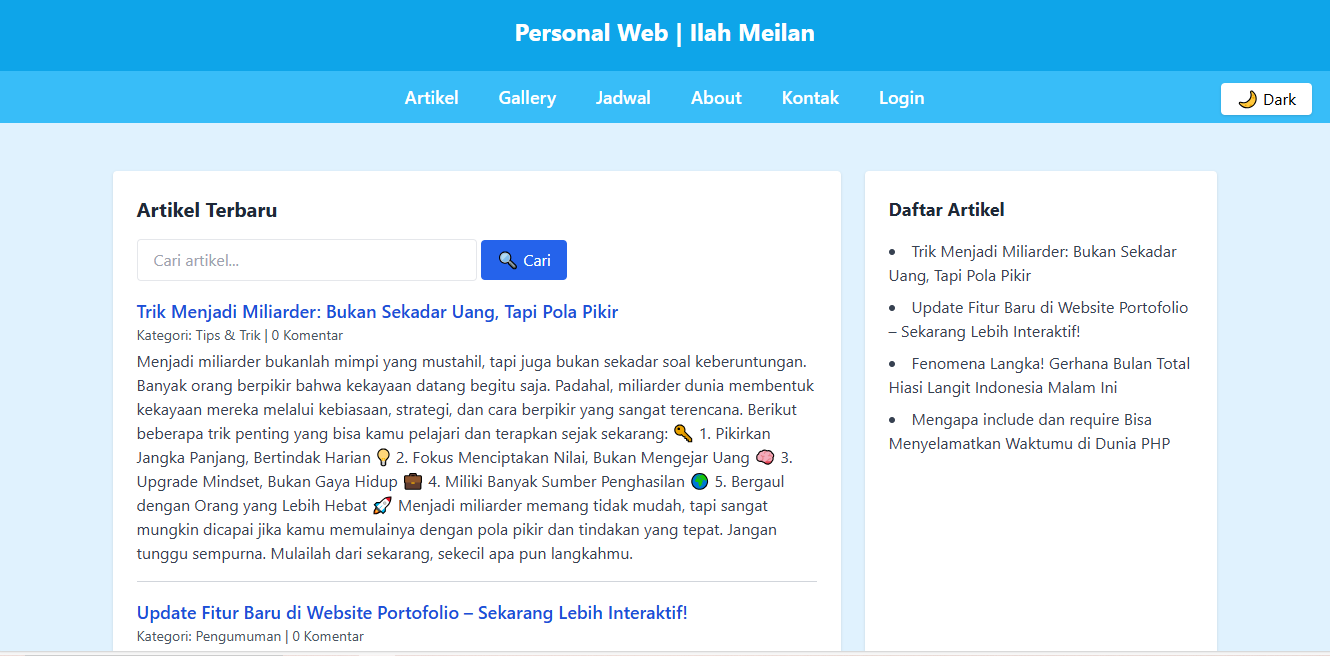 Personal Web | Ilah Meilan
Artikel Gallery Jadwal About Kontak Login
🌙 Dark
Artikel Terbaru
Cari artikel...
🔍 Cari
Trik Menjadi Miliarder: Bukan Sekadar Uang, Tapi Pola Pikir
Kategori: Tips & Trik | 0 Komentar
Menjadi miliarder bukanlah mimpi yang mustahil, tapi juga bukan sekadar soal keberuntungan.
Banyak orang berpikir bahwa kekayaan datang begitu saja. Padahal, miliarder dunia membentuk
kekayaan mereka melalui kebiasaan, strategi, dan cara berpikir yang sangat terencana. Berikut
beberapa trik penting yang bisa kamu pelajari dan terapkan sejak sekarang: 🔑 1. Pikirkan
Jangka Panjang, Bertindak Harian 💡 2. Fokus Menciptakan Nilai, Bukan Mengejar Uang 🧠 3.
Upgrade Mindset, Bukan Gaya Hidup 💼 4. Miliki Banyak Sumber Penghasilan 🌍 5. Bergaul
dengan Orang yang Lebih Hebat 🚀 Menjadi miliarder memang tidak mudah, tapi sangat
mungkin dicapai jika kamu memulainya dengan pola pikir dan tindakan yang tepat. Jangan
tunggu sempurna. Mulailah dari sekarang, sekecil apa pun langkahmu.
Update Fitur Baru di Website Portofolio – Sekarang Lebih Interaktif!
Kategori: Pengumuman | 0 Komentar
Daftar Artikel
• Trik Menjadi Miliarder: Bukan Sekadar
Uang, Tapi Pola Pikir
• Update Fitur Baru di Website Portofolio
– Sekarang Lebih Interaktif!
• Fenomena Langka! Gerhana Bulan Total
Hiasi Langit Indonesia Malam Ini
• Mengapa include dan require Bisa
Menyelamatkan Waktumu di Dunia PHP